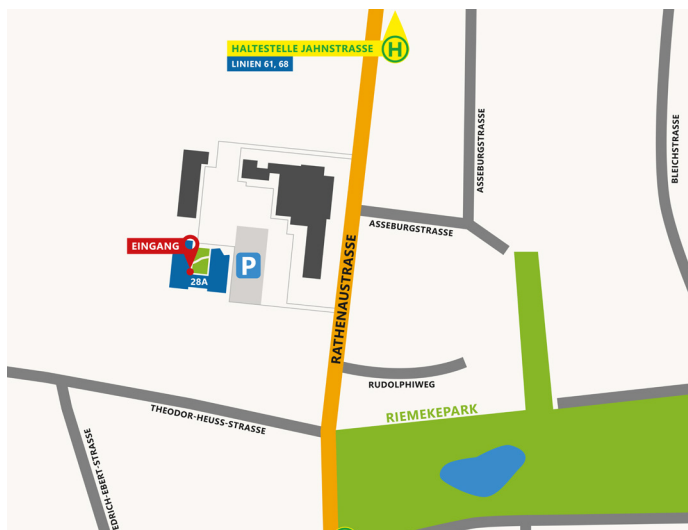 HALTESTELLE JAHNSTRASSE
H
LINIEN 61, 68
ASSEBURGSTRASSE
BLEICHSTRASSE
ASSEBURGSTRASSE
EINGANG
P
28A
RATHENAUSTRASSE
RUDOLPHIWEG
THEODOR-HEUSS-STRASSE
RIEMEKEPARK
EDRICH-EBERT-STRASSE